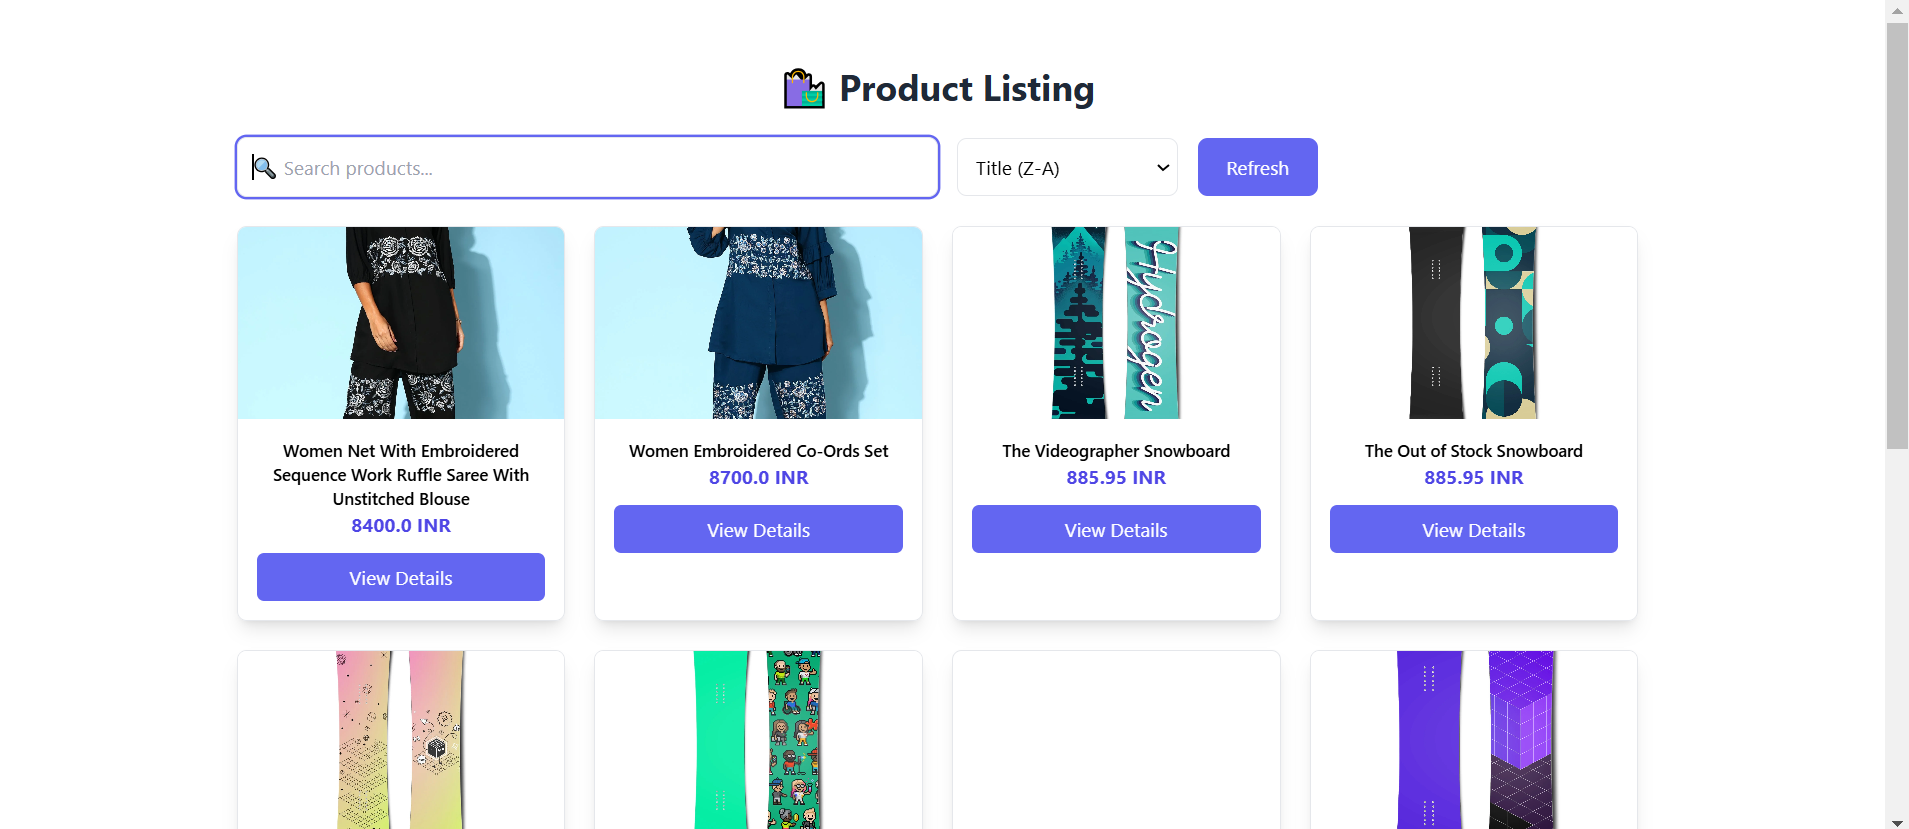 Product Listing
Search products...
Title (Z-A)
Refresh
Hydrogen
Women Net With Embroidered
Sequence Work Ruffle Saree With
Unstitched Blouse
8400.0 INR
View Details
Women Embroidered Co-Ords Set
8700.0 INR
View Details
The Videographer Snowboard
885.95 INR
View Details
The Out of Stock Snowboard
885.95 INR
View Details